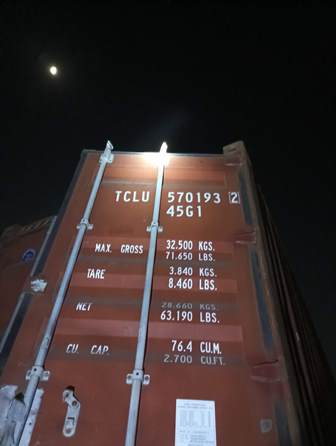 TCLU 570193 2
45G1
MAX. GROSS 32.500 KGS.
71.650 LBS.
TARE 3.840 KGS.
8.460 LBS.
NET 28.660 KGS.
63.190 LBS.
CU. CAP. 76.4 CU.M.
2.700 CU.FT.